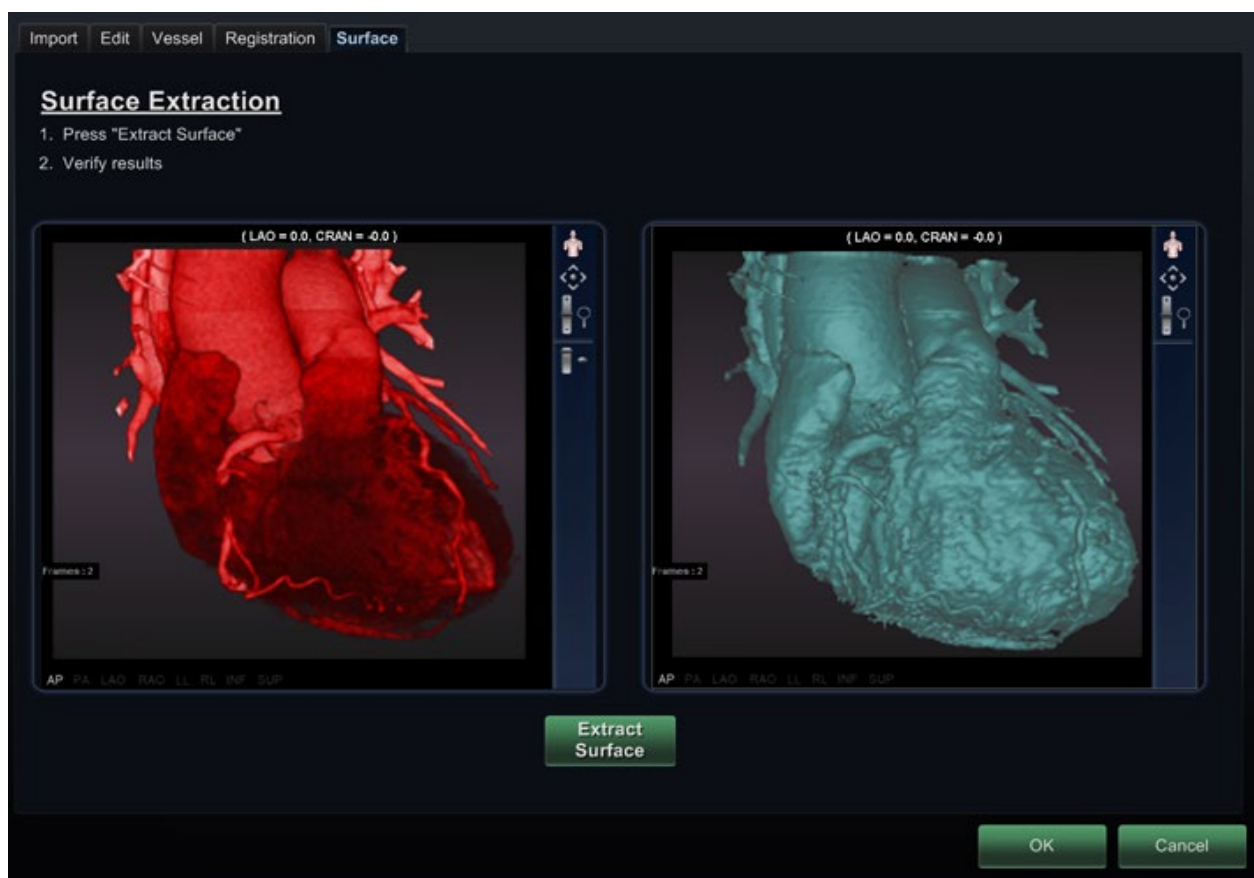 Import Edit Vessel Registration Surface
Surface Extraction
1. Press "Extract Surface"
2. Verify results
( LAO = 0.0, CRAN = -0.0 )
Frames:2
AP PA LAO RAO LL RL INF SUP
( LAO = 0.0, CRAN = -0.0 )
Frames:2
AP PA LAO RAO LL RL INF SUP
Extract
Surface
OK Cancel